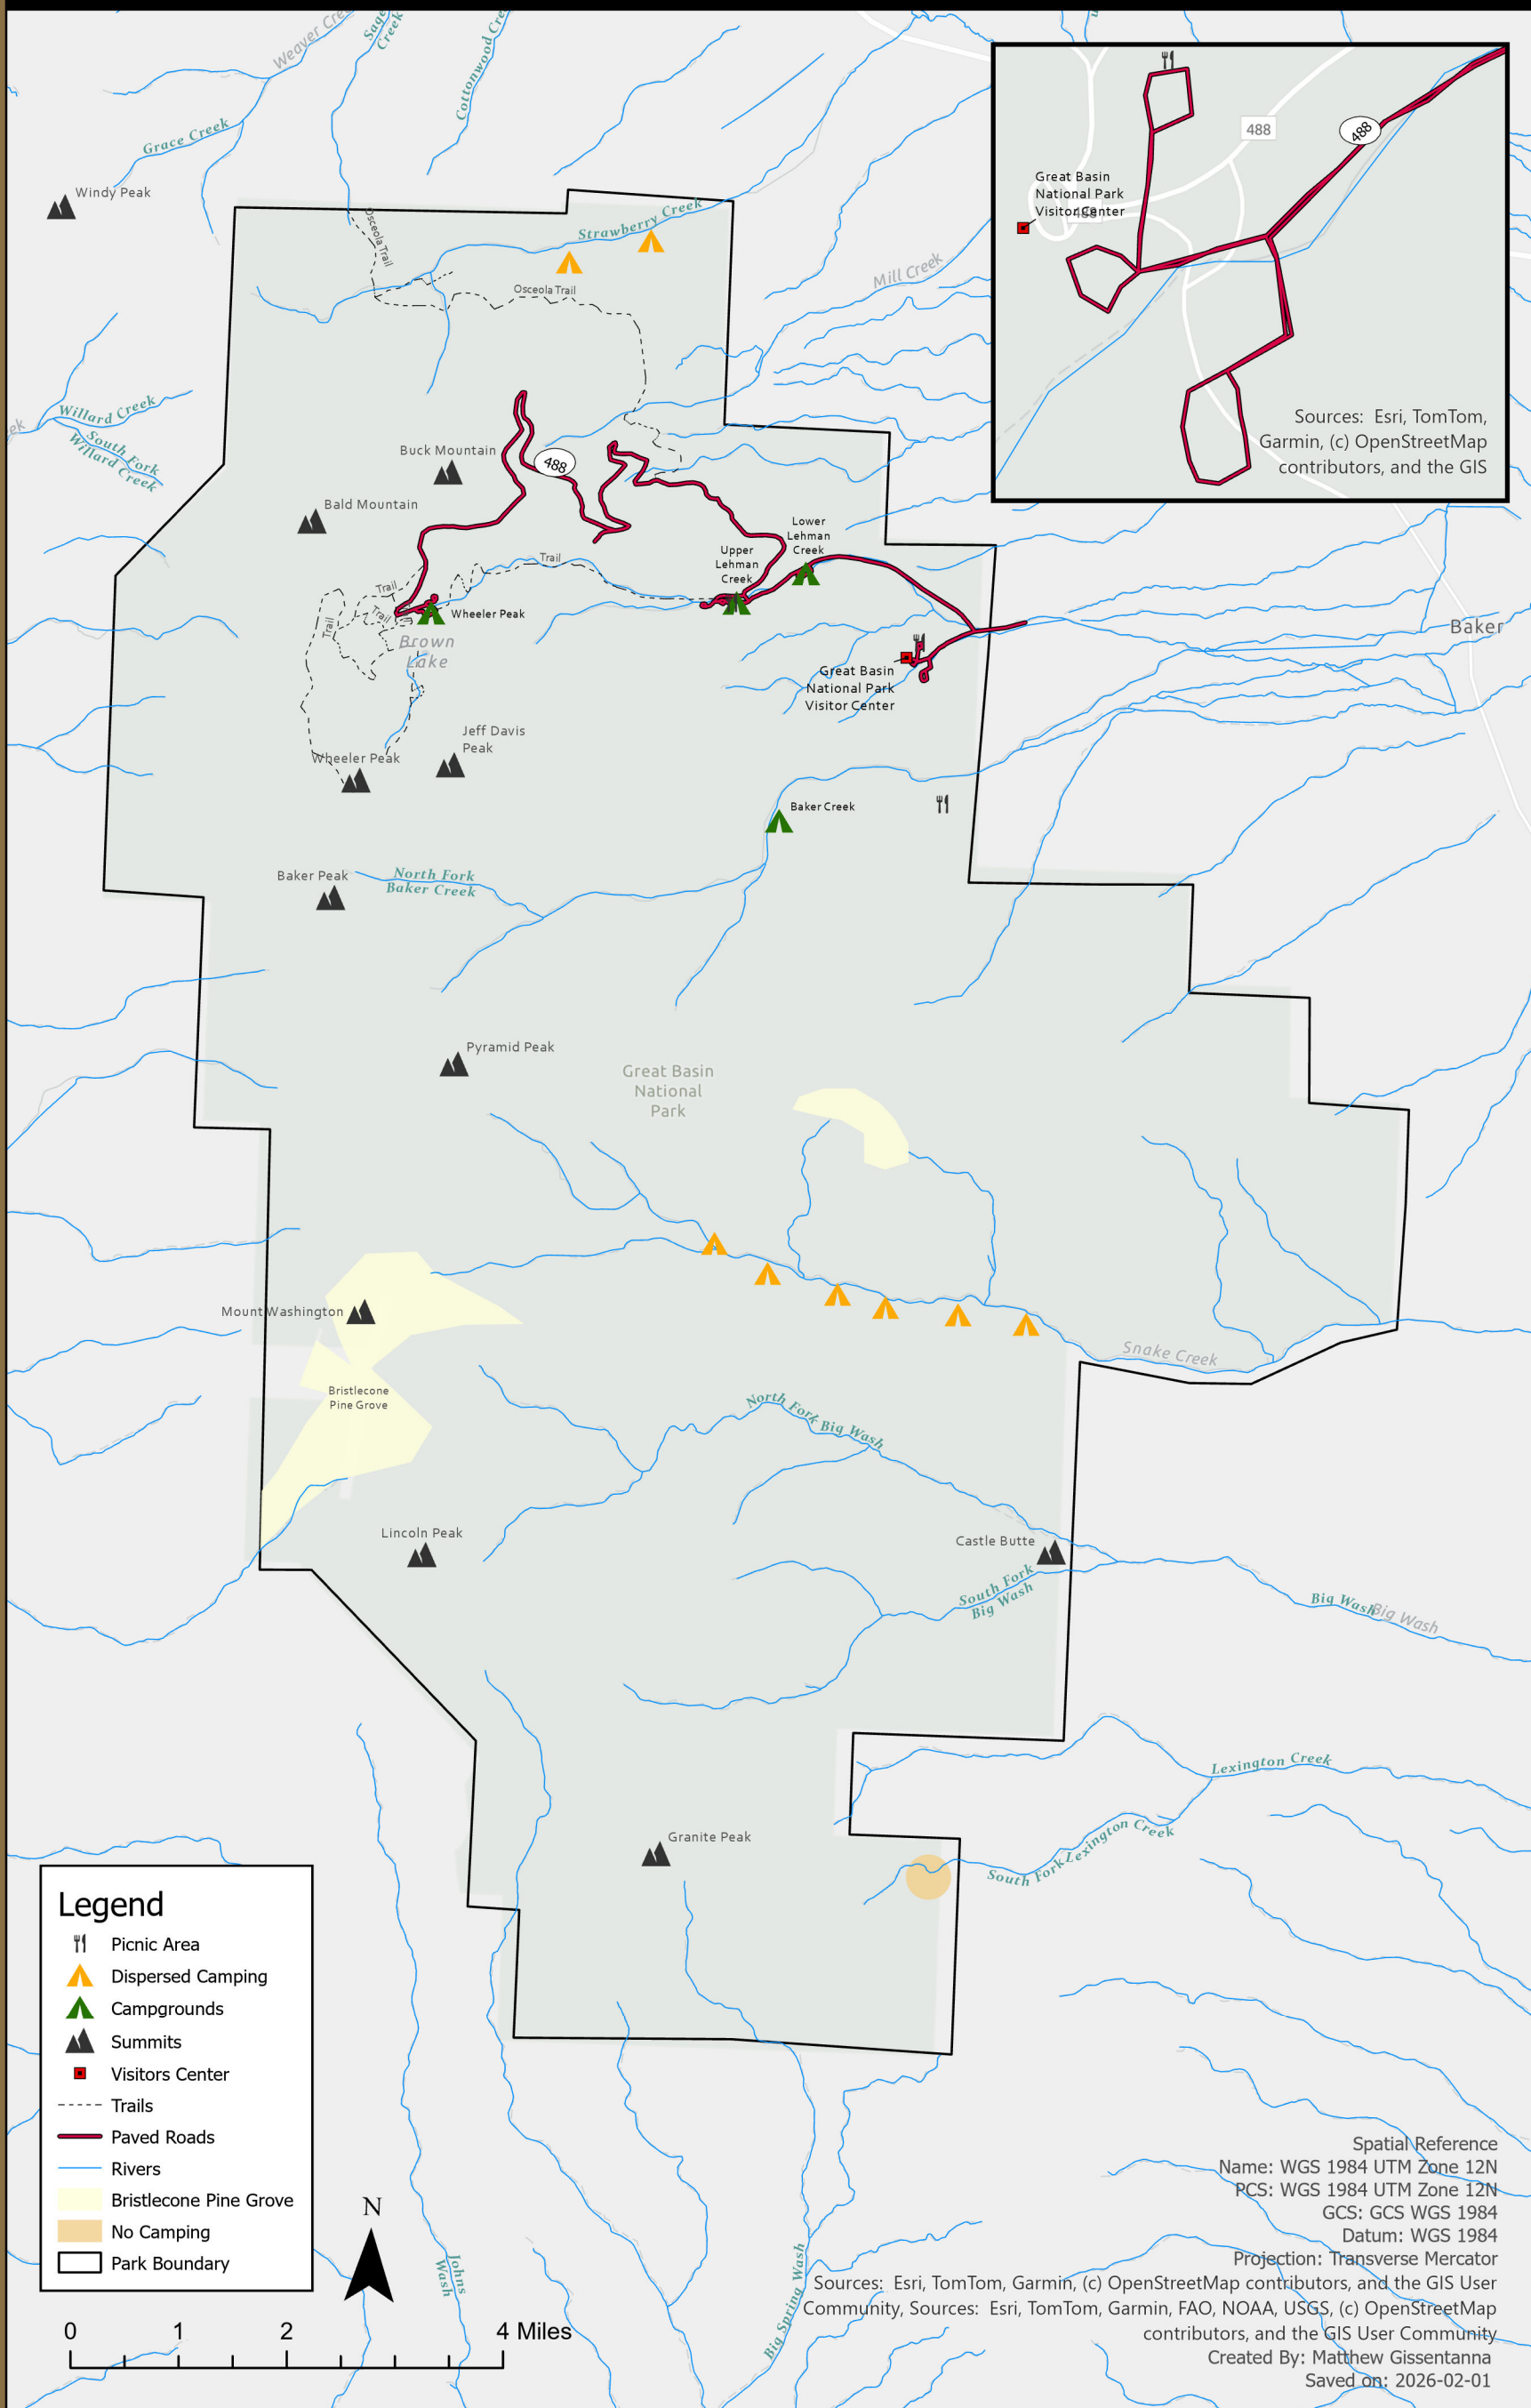 Weaver Creek
Sage
Creek
Cottonwood Cre
Grace Creek
Windy Peak
Osceola Trail
Strawberry Creek
Osceola Trail
Mill Creek
488
488
488
Great Basin
National Park
Visitor Center
Sources: Esri, TomTom,
Garmin, (c) OpenStreetMap
contributors, and the GIS
Willard Creek
eek
South Fork
Willard Creek
Buck Mountain
488
Bald Mountain
Lower
Lehman
Creek
Upper
Lehman
Creek
Trail
Trail
Trail
Trail
Wheeler Peak
Brown
Lake
Baker
Great Basin
National Park
Visitor Center
Jeff Davis
Peak
Wheeler Peak
Baker Creek
North Fork
Baker Creek
Baker Peak
Pyramid Peak
Great Basin
National
Park
Mount Washington
Snake Creek
Bristlecone
Pine Grove
North Fork Big Wash
Lincoln Peak
Castle Butte
South Fork
Big Wash
Big Wash
Big Wash
Lexington Creek
South Fork Lexington Creek
Granite Peak
Legend
Picnic Area
Dispersed Camping
Campgrounds
Summits
Visitors Center
Trails
Paved Roads
Rivers
Bristlecone Pine Grove
No Camping
Park Boundary
N
Johns
Wash
Big Spring Wash
0 1 2 4 Miles
Spatial Reference
Name: WGS 1984 UTM Zone 12N
PCS: WGS 1984 UTM Zone 12N
GCS: GCS WGS 1984
Datum: WGS 1984
Projection: Transverse Mercator
Sources: Esri, TomTom, Garmin, (c) OpenStreetMap contributors, and the GIS User
Community, Sources: Esri, TomTom, Garmin, FAO, NOAA, USGS, (c) OpenStreetMap
contributors, and the GIS User Community
Created By: Matthew Gissentanna
Saved on: 2026-02-01